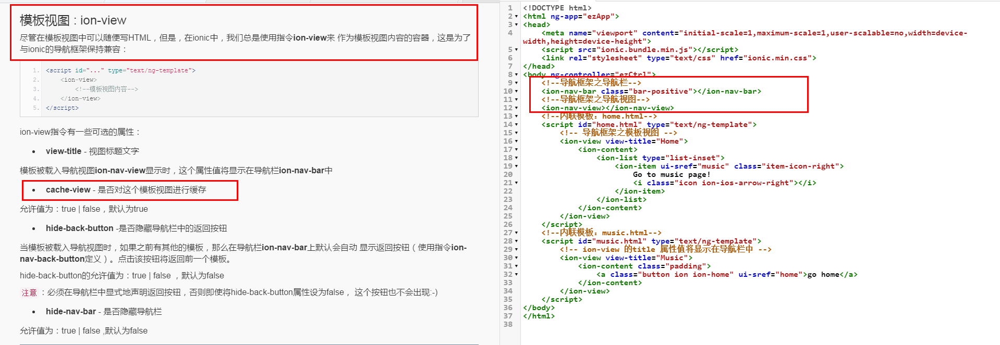 模板视图 : ion-view
尽管在模板视图中可以随便写HTML，但是，在ionic中，我们总是使用指令ion-view来 作为模板视图内容的容器，这是为了
与ionic的导航框架保持兼容：
1. <script id="..." type="text/ng-template">
2. <ion-view>
3. <!--模板视图内容-->
4. </ion-view>
5. </script>
ion-view指令有一些可选的属性：
• view-title - 视图标题文字
模板被载入导航视图ion-nav-view显示时，这个属性值将显示在导航栏ion-nav-bar中
• cache-view - 是否对这个模板视图进行缓存
允许值为：true | false，默认为true
• hide-back-button -是否隐藏导航栏中的返回按钮
当模板被载入导航视图时，如果之前有其他的模板，那么在导航栏ion-nav-bar上默认会自动 显示返回按钮（使用指令ion-
nav-back-button定义）。点击该按钮将返回前一个模板。
hide-back-button的允许值为：true | false ，默认为false
注意 ：必须在导航栏中显式地声明返回按钮，否则即使将hide-back-button属性设为false， 这个按钮也不会出现:-)
• hide-nav-bar - 是否隐藏导航栏
允许值为：true | false ,默认为false
1 <!DOCTYPE html>
2 <html ng-app="ezApp">
3 <head>
4 <meta name="viewport" content="initial-scale=1,maximum-scale=1,user-scalable=no,width=device-
width,height=device-height">
5 <script src="ionic.bundle.min.js"></script>
6 <link rel="stylesheet" type="text/css" href="ionic.min.css">
7 </head>
8 <body ng-controller="ezCtrl">
9 <!--导航框架之导航栏-->
10 <ion-nav-bar class="bar-positive"></ion-nav-bar>
11 <!--导航框架之导航视图-->
12 <ion-nav-view></ion-nav-view>
13 <!--内联模板：home.html-->
14 <script id="home.html" type="text/ng-template">
15 <!-- 导航框架之模板视图 -->
16 <ion-view view-title="Home">
17 <ion-content>
18 <ion-list type="list-inset">
19 <ion-item ui-sref="music" class="item-icon-right">
20 Go to music page!
21 <i class="icon ion-ios-arrow-right"></i>
22 </ion-item>
23 </ion-list>
24 </ion-content>
25 </ion-view>
26 </script>
27 <!--内联模板：music.html-->
28 <script id="music.html" type="text/ng-template">
29 <!-- ion-view 的title 属性值将显示在导航栏中 -->
30 <ion-view view-title="Music">
31 <ion-content class="padding">
32 <a class="button ion ion-home" ui-sref="home">go home</a>
33 </ion-content>
34 </ion-view>
35 </script>
36 </body>
37 </html>
38